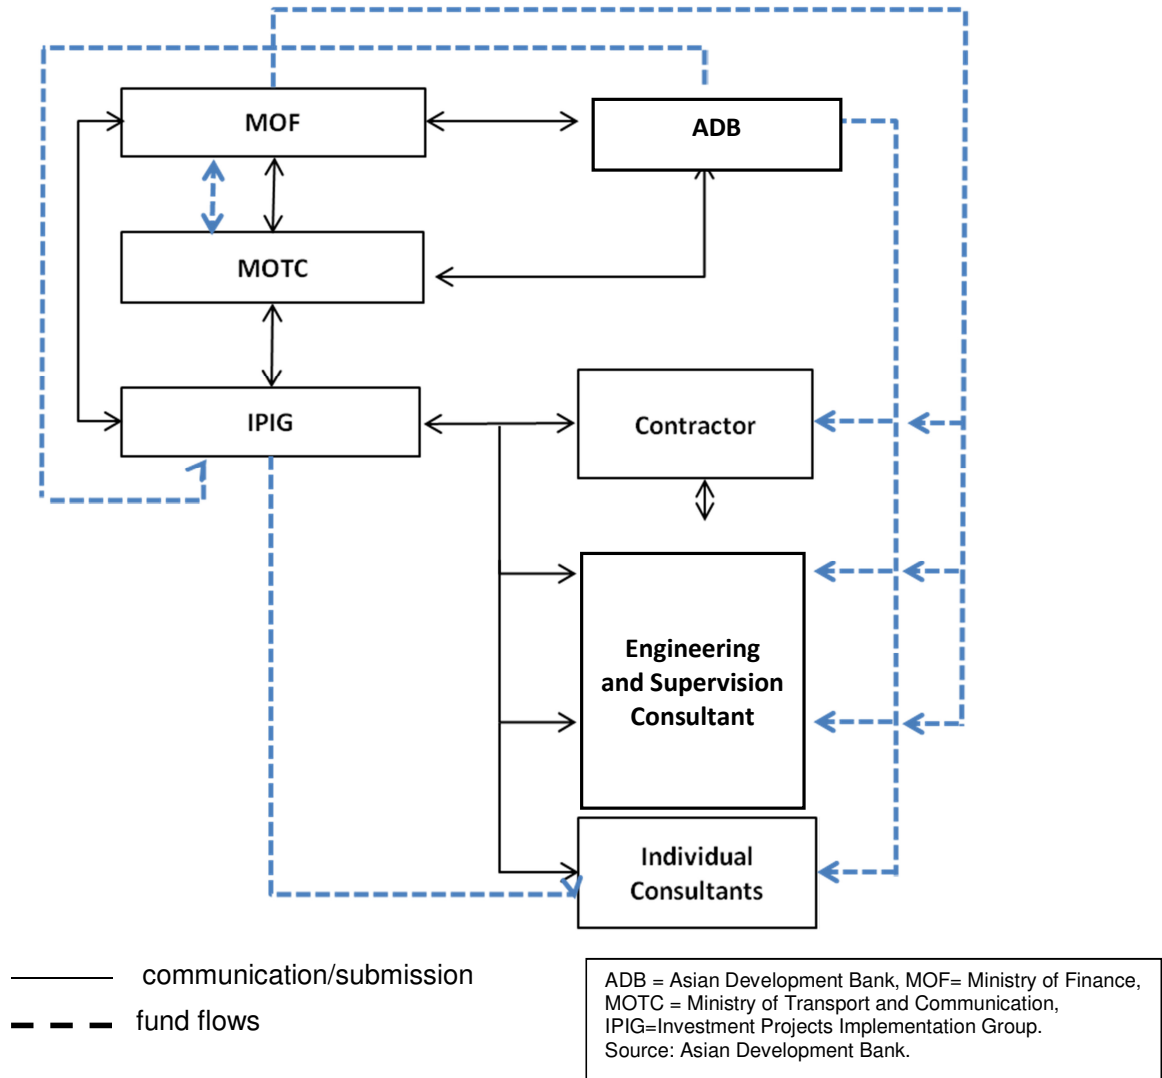 MOF
ADB
MOTC
IPIG
Contractor
Engineering
and Supervision
Consultant
Individual
Consultants
communication/submission
fund flows
ADB = Asian Development Bank, MOF= Ministry of Finance,
MOTC = Ministry of Transport and Communication,
IPIG=Investment Projects Implementation Group.
Source: Asian Development Bank.